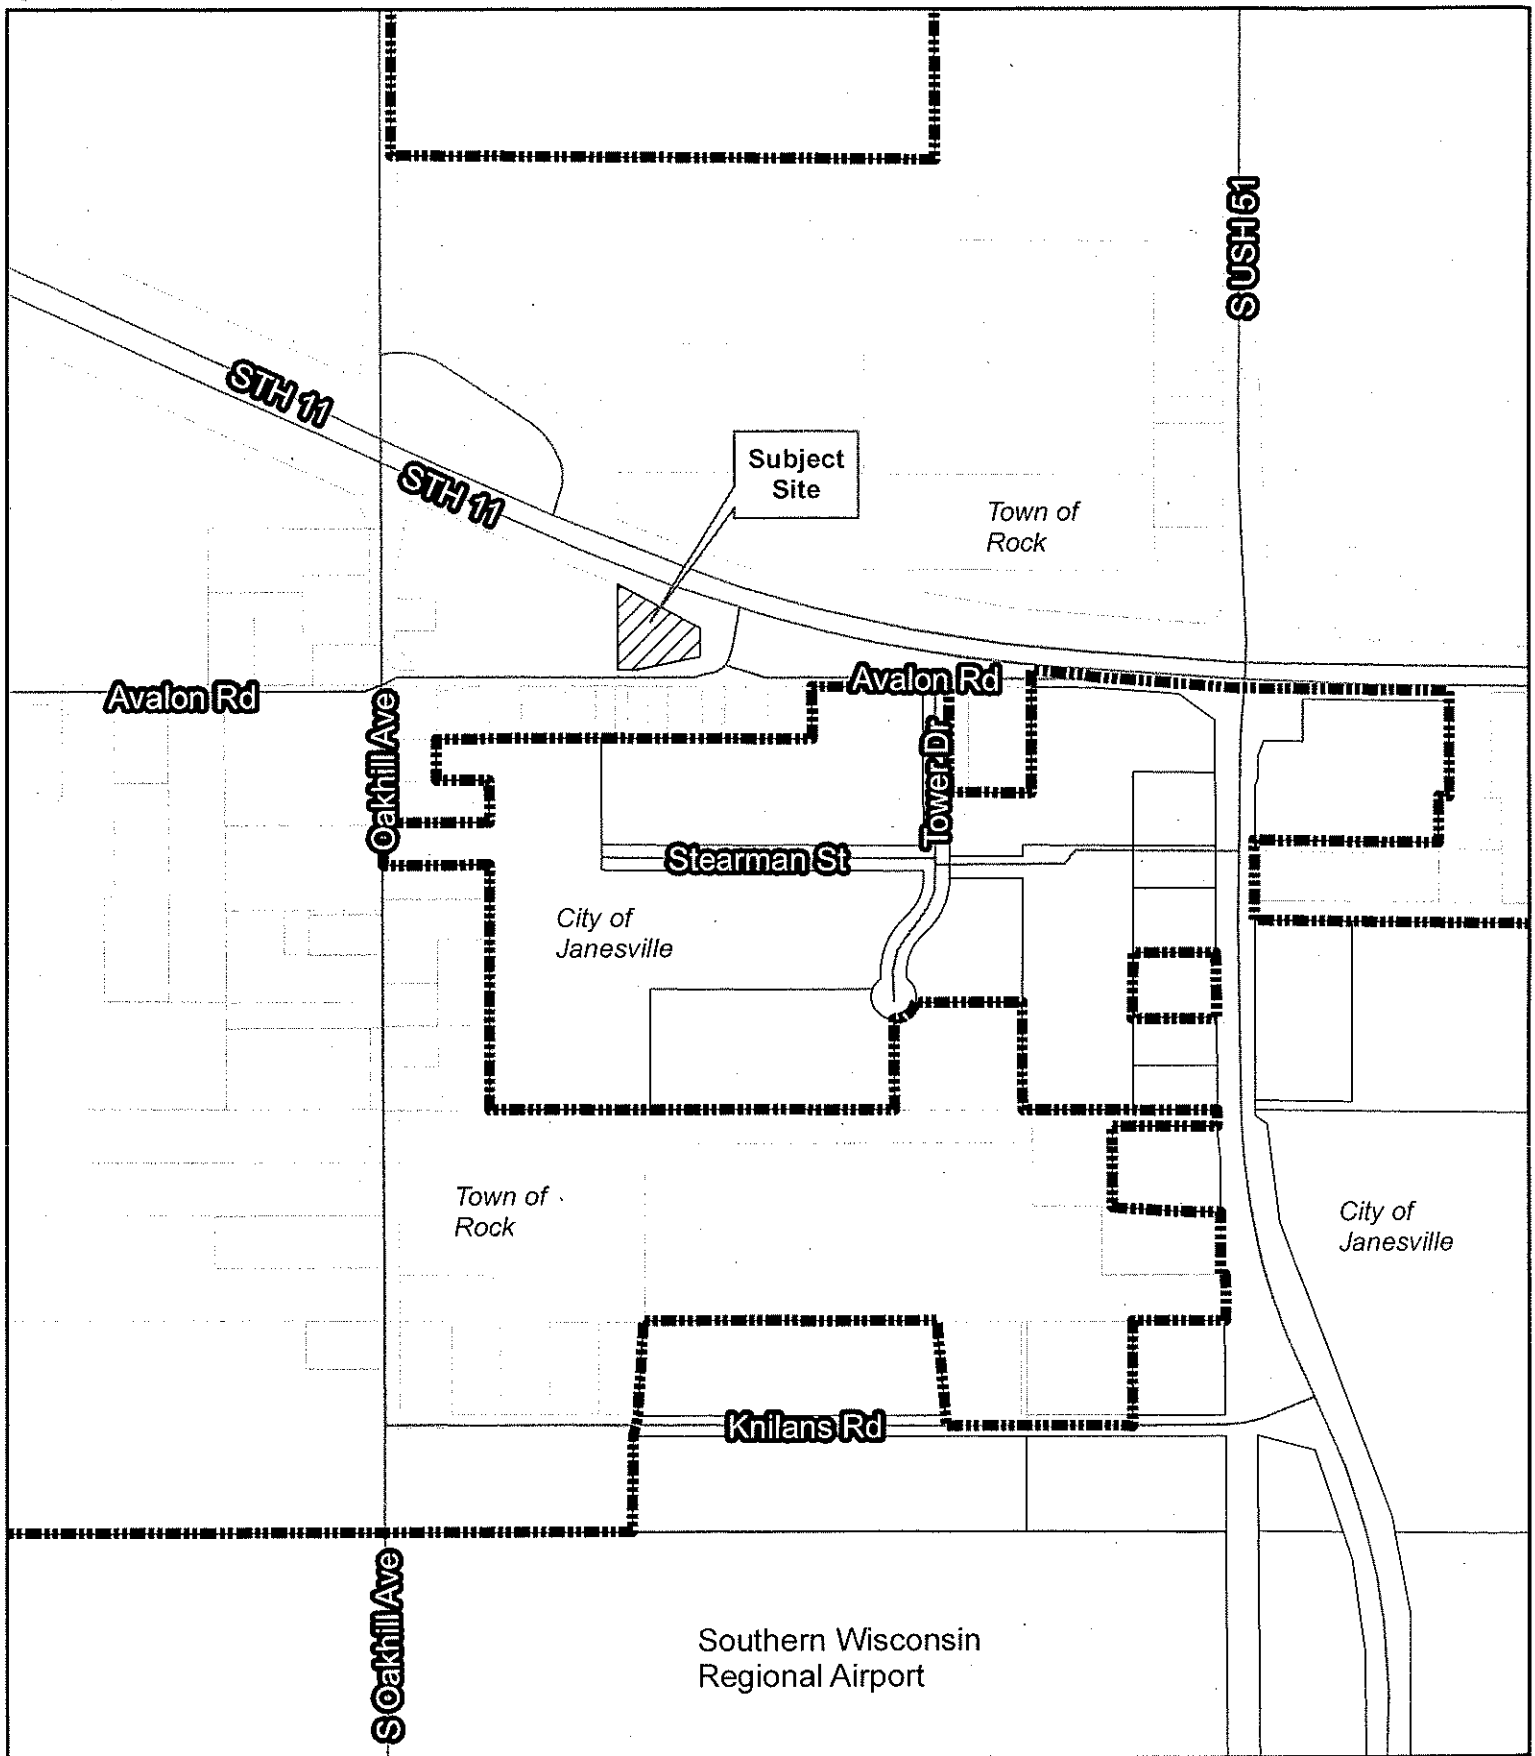 S USH 51
STH 11
STH 11
Subject
Site
Town of
Rock
Avalon Rd
Avalon Rd
Oakhill Ave
Tower Dr
Stearman St
City of
Janesville
Town of
Rock
City of
Janesville
Knilans Rd
S Oakhill Ave
Southern Wisconsin
Regional Airport